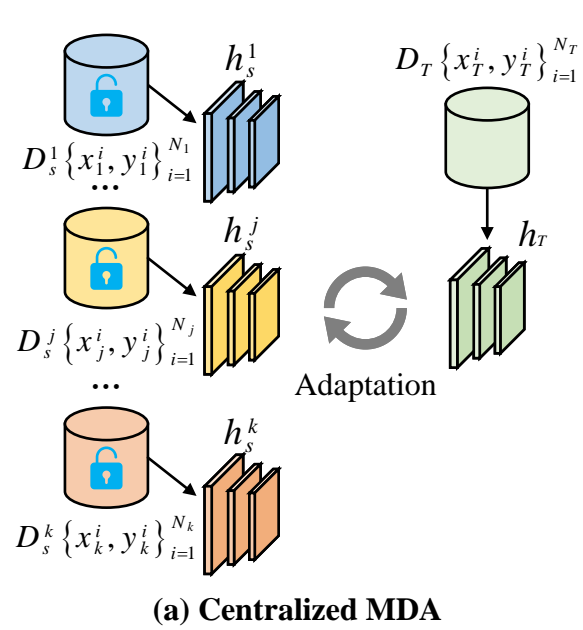 h_s^1
D_s^1 {x_1^i, y_1^i}_{i=1}^{N_1}
...
h_s^j
D_s^j {x_j^i, y_j^i}_{i=1}^{N_j}
...
h_s^k
D_s^k {x_k^i, y_k^i}_{i=1}^{N_k}
D_T {x_T^i, y_T^i}_{i=1}^{N_T}
h_T
Adaptation
(a) Centralized MDA